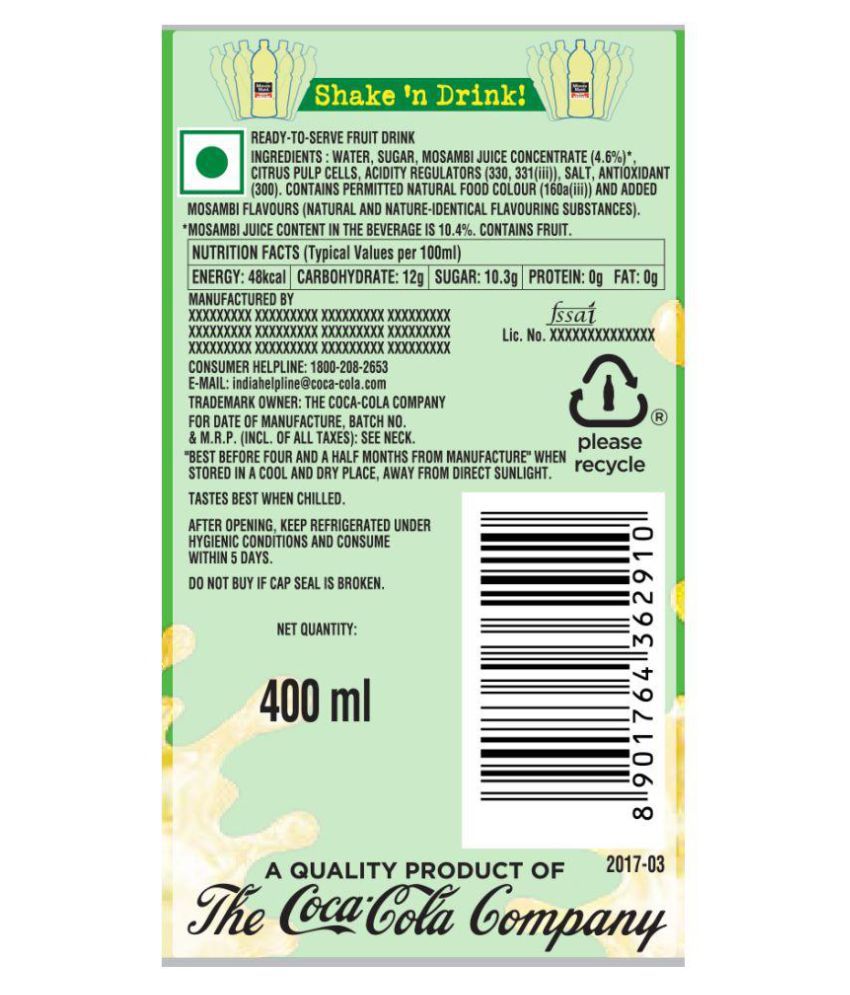 Shake 'n Drink!
READY-TO-SERVE FRUIT DRINK
INGREDIENTS : WATER, SUGAR, MOSAMBI JUICE CONCENTRATE (4.6%)*,
CITRUS PULP CELLS, ACIDITY REGULATORS (330, 331(iii)), SALT, ANTIOXIDANT
(300). CONTAINS PERMITTED NATURAL FOOD COLOUR (160a(iii)) AND ADDED
MOSAMBI FLAVOURS (NATURAL AND NATURE-IDENTICAL FLAVOURING SUBSTANCES).
*MOSAMBI JUICE CONTENT IN THE BEVERAGE IS 10.4%. CONTAINS FRUIT.
NUTRITION FACTS (Typical Values per 100ml)
ENERGY: 48kcal CARBOHYDRATE: 12g SUGAR: 10.3g PROTEIN: 0g FAT: 0g
MANUFACTURED BY
XXXXXXXXX XXXXXXXXX XXXXXXXXX XXXXXXXXX
XXXXXXXXX XXXXXXXXX XXXXXXXXX XXXXXXXXX
XXXXXXXXX XXXXXXXXX XXXXXXXXX XXXXXXXXX
fssai
Lic. No. XXXXXXXXXXXXXX
CONSUMER HELPLINE: 1800-208-2653
E-MAIL: indiahelpline@coca-cola.com
TRADEMARK OWNER: THE COCA-COLA COMPANY
FOR DATE OF MANUFACTURE, BATCH NO.
& M.R.P. (INCL. OF ALL TAXES): SEE NECK.
"BEST BEFORE FOUR AND A HALF MONTHS FROM MANUFACTURE" WHEN
STORED IN A COOL AND DRY PLACE, AWAY FROM DIRECT SUNLIGHT.
®
please
recycle
TASTES BEST WHEN CHILLED.
AFTER OPENING, KEEP REFRIGERATED UNDER
HYGIENIC CONDITIONS AND CONSUME
WITHIN 5 DAYS.
DO NOT BUY IF CAP SEAL IS BROKEN.
NET QUANTITY:
400 ml
8 901764 362910
2017-03
A QUALITY PRODUCT OF
The Coca-Cola Company